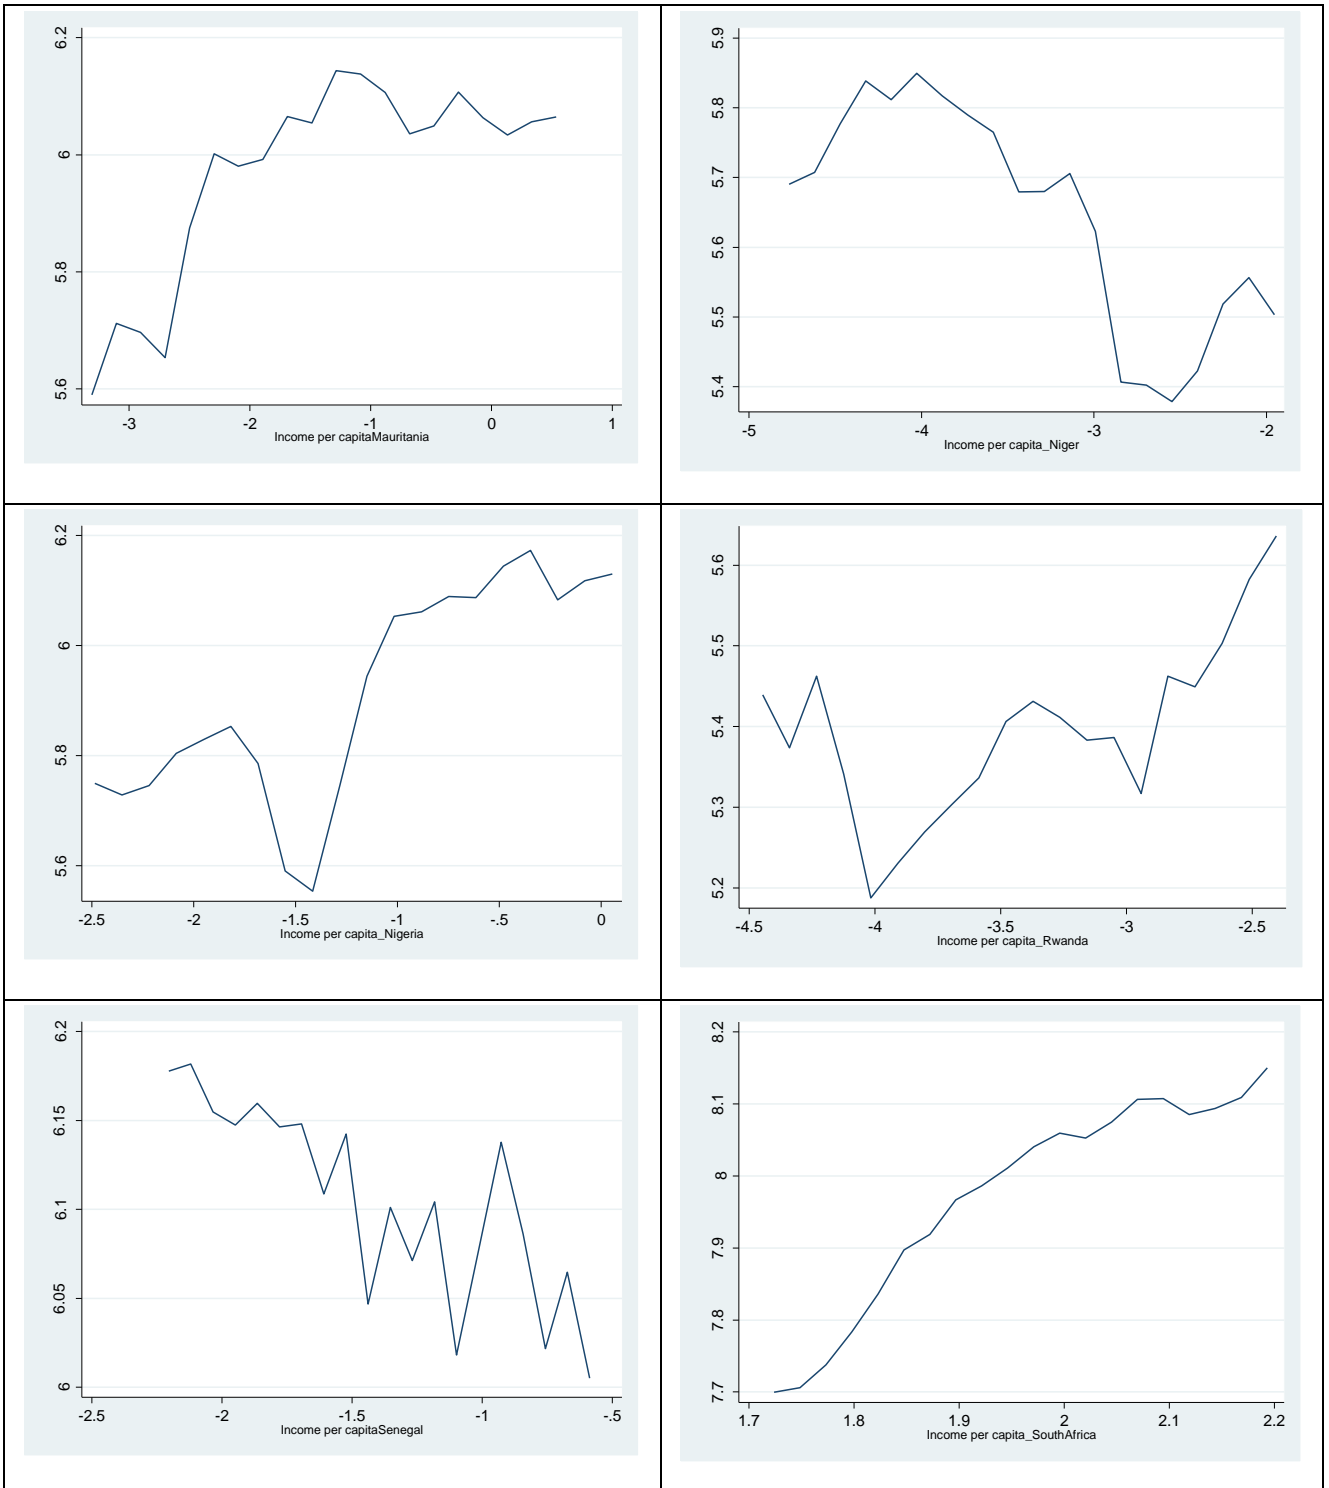 6.2
6
5.8
5.6
-3 -2 -1 0 1
Income per capitaMauritania
5.9
5.8
5.7
5.6
5.5
5.4
-5 -4 -3 -2
Income per capita_Niger
6.2
6
5.8
5.6
-2.5 -2 -1.5 -1 -.5 0
Income per capita_Nigeria
5.6
5.5
5.4
5.3
5.2
-4.5 -4 -3.5 -3 -2.5
Income per capita_Rwanda
6.2
6.15
6.1
6.05
6
-2.5 -2 -1.5 -1 -.5
Income per capitaSenegal
8.2
8.1
8
7.9
7.8
7.7
1.7 1.8 1.9 2 2.1 2.2
Income per capita_SouthAfrica